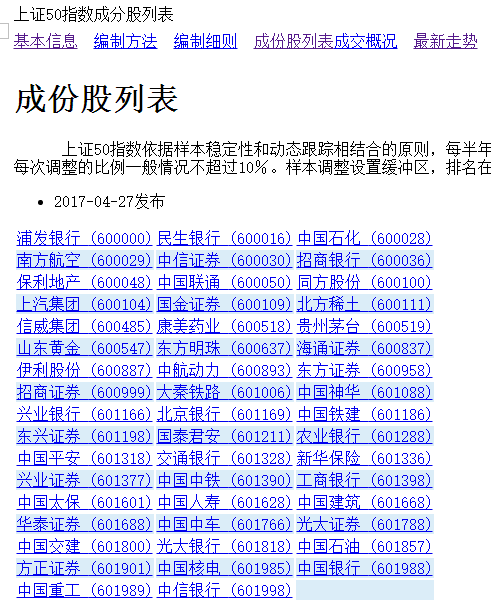 上证50指数成分股列表
基本信息 编制方法 编制细则 成份股列表成交概况 最新走势
成份股列表
上证50指数依据样本稳定性和动态跟踪相结合的原则，每半年
每次调整的比例一般情况不超过10%。样本调整设置缓冲区，排名在
2017-04-27发布
浦发银行 (600000) 民生银行 (600016) 中国石化 (600028)
南方航空 (600029) 中信证券 (600030) 招商银行 (600036)
保利地产 (600048) 中国联通 (600050) 同方股份 (600100)
上汽集团 (600104) 国金证券 (600109) 北方稀土 (600111)
信威集团 (600485) 康美药业 (600518) 贵州茅台 (600519)
山东黄金 (600547) 东方明珠 (600637) 海通证券 (600837)
伊利股份 (600887) 中航动力 (600893) 东方证券 (600958)
招商证券 (600999) 大秦铁路 (601006) 中国神华 (601088)
兴业银行 (601166) 北京银行 (601169) 中国铁建 (601186)
东兴证券 (601198) 国泰君安 (601211) 农业银行 (601288)
中国平安 (601318) 交通银行 (601328) 新华保险 (601336)
兴业证券 (601377) 中国中铁 (601390) 工商银行 (601398)
中国太保 (601601) 中国人寿 (601628) 中国建筑 (601668)
华泰证券 (601688) 中国中车 (601766) 光大证券 (601788)
中国交建 (601800) 光大银行 (601818) 中国石油 (601857)
方正证券 (601901) 中国核电 (601985) 中国银行 (601988)
中国重工 (601989) 中信银行 (601998)